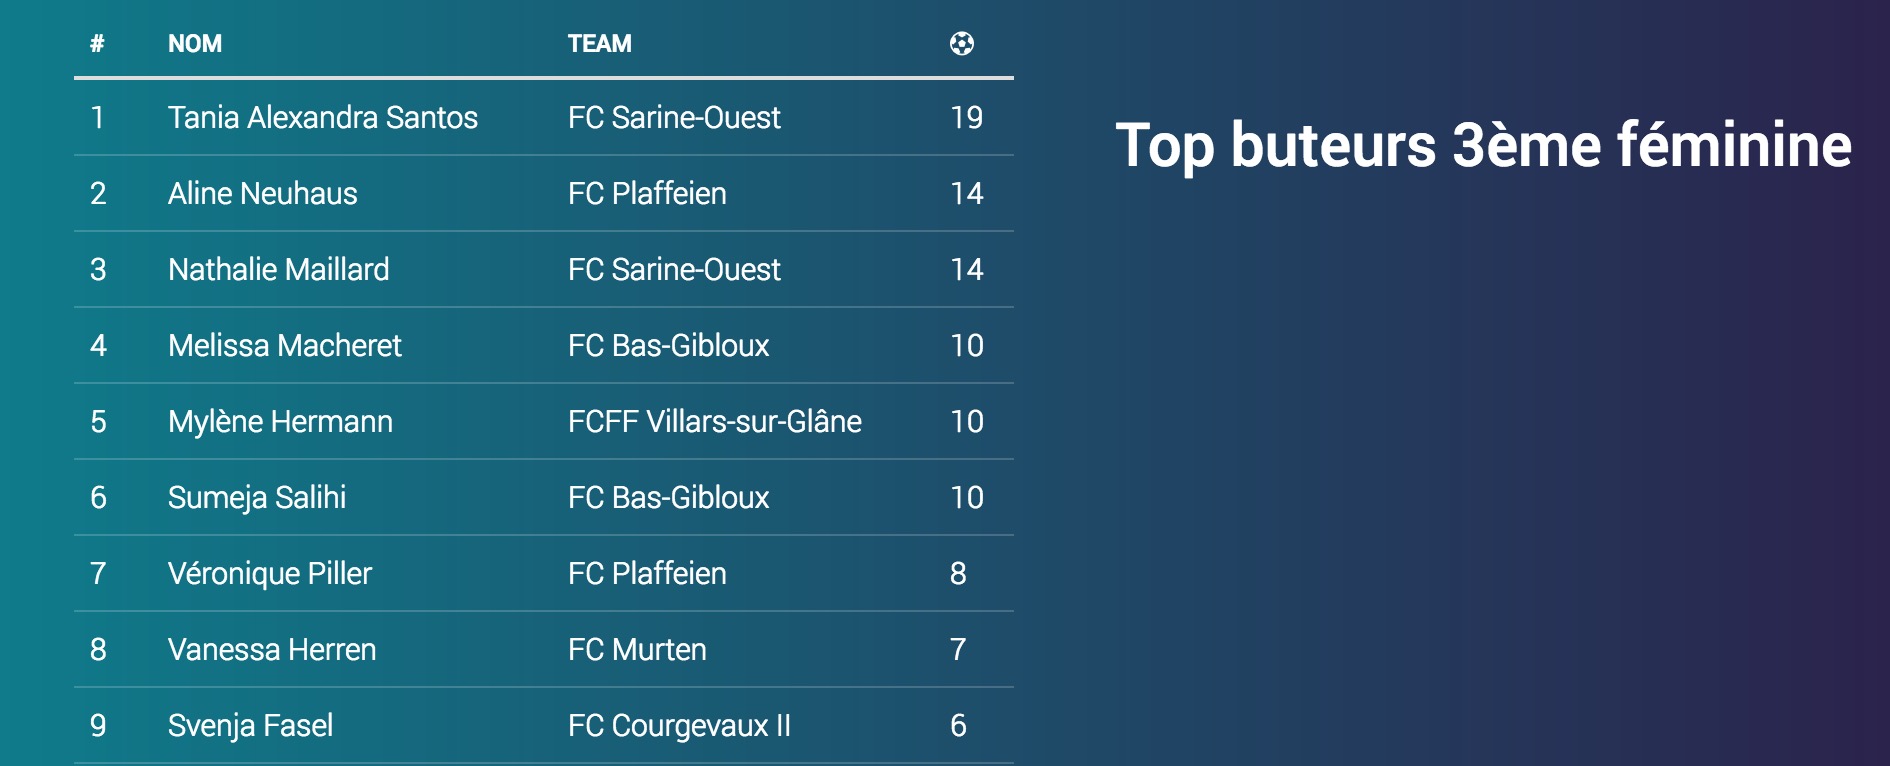 # NOM TEAM
1 Tania Alexandra Santos FC Sarine-Ouest 19
2 Aline Neuhaus FC Plaffeien 14
3 Nathalie Maillard FC Sarine-Ouest 14
4 Melissa Macheret FC Bas-Gibloux 10
5 Mylène Hermann FCFF Villars-sur-Glâne 10
6 Sumeja Salihi FC Bas-Gibloux 10
7 Véronique Piller FC Plaffeien 8
8 Vanessa Herren FC Murten 7
9 Svenja Fasel FC Courgevaux II 6
Top buteurs 3ème féminine